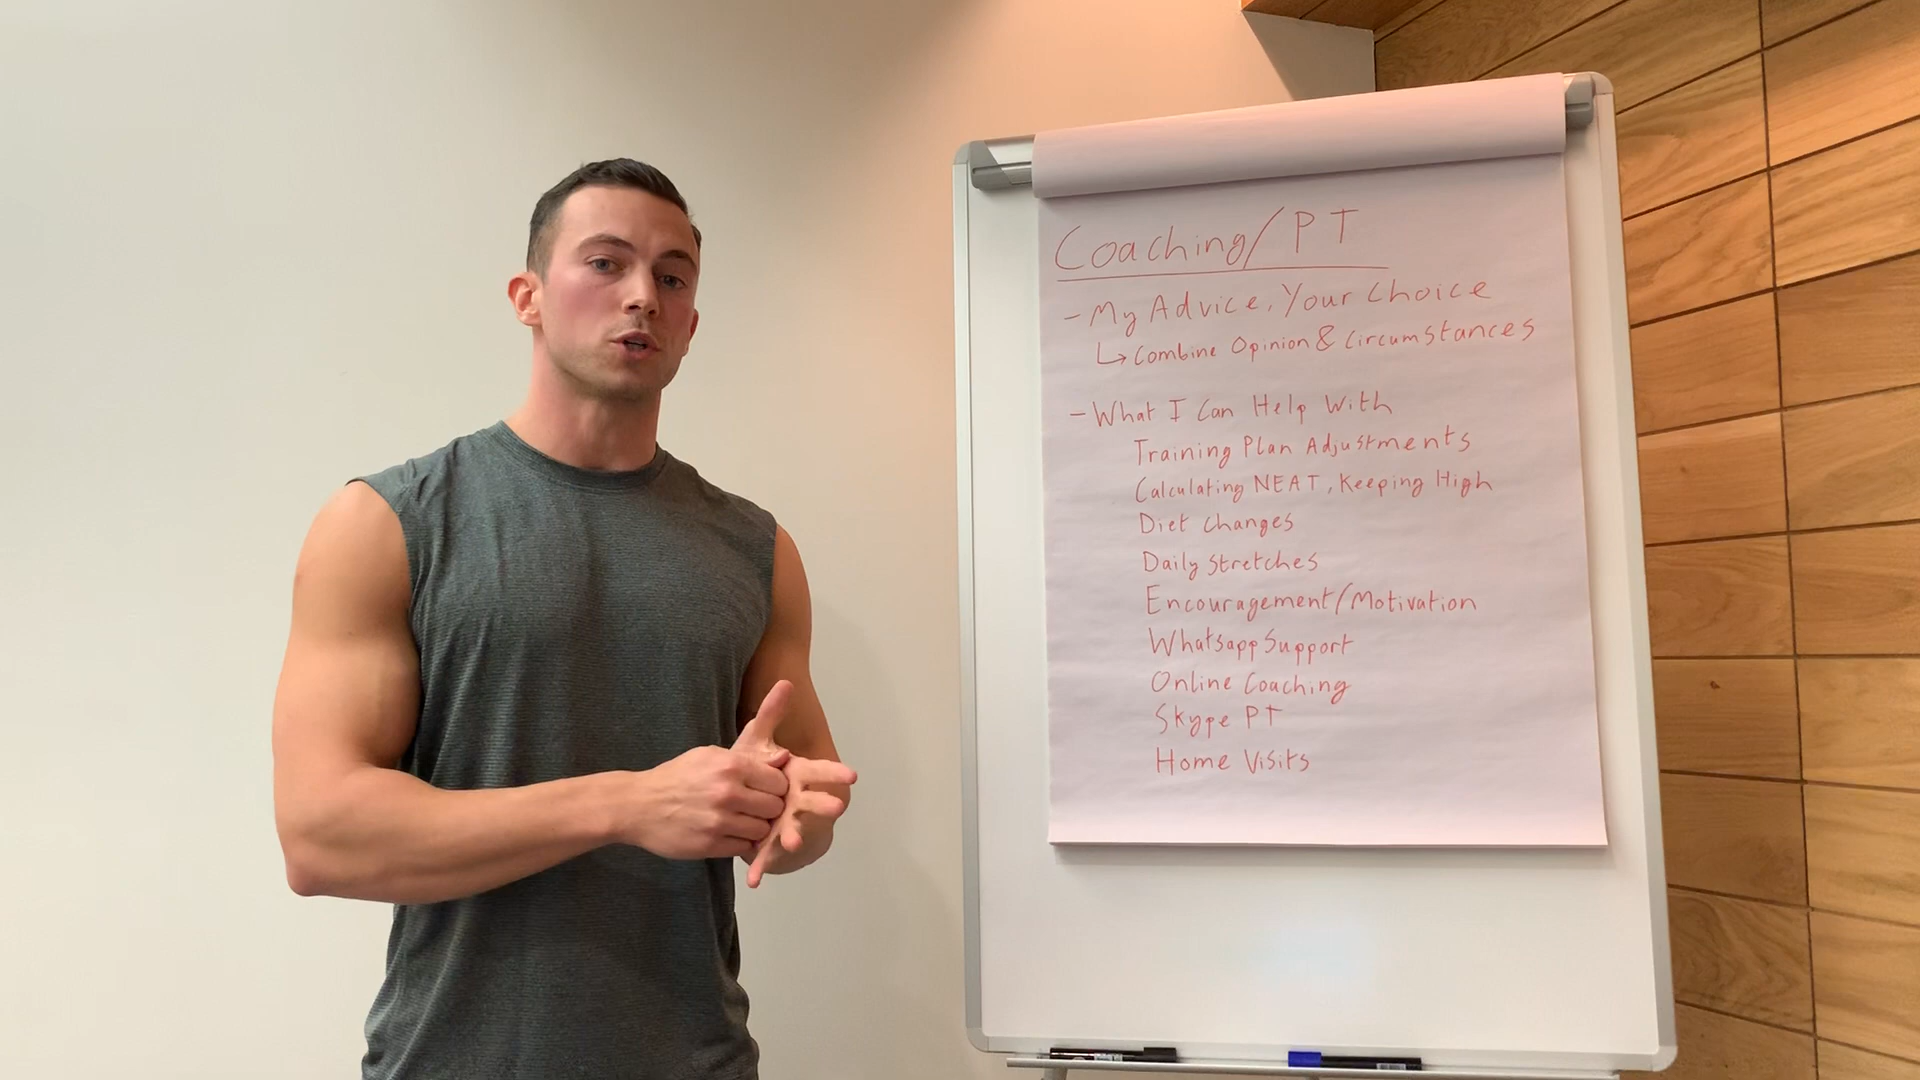 Coaching/PT
- My Advice, Your Choice
↳ Combine Opinion & Circumstances
- What I Can Help With
Training Plan Adjustments
Calculating NEAT, Keeping High
Diet Changes
Daily Stretches
Encouragement/Motivation
Whatsapp Support
Online Coaching
Skype PT
Home Visits